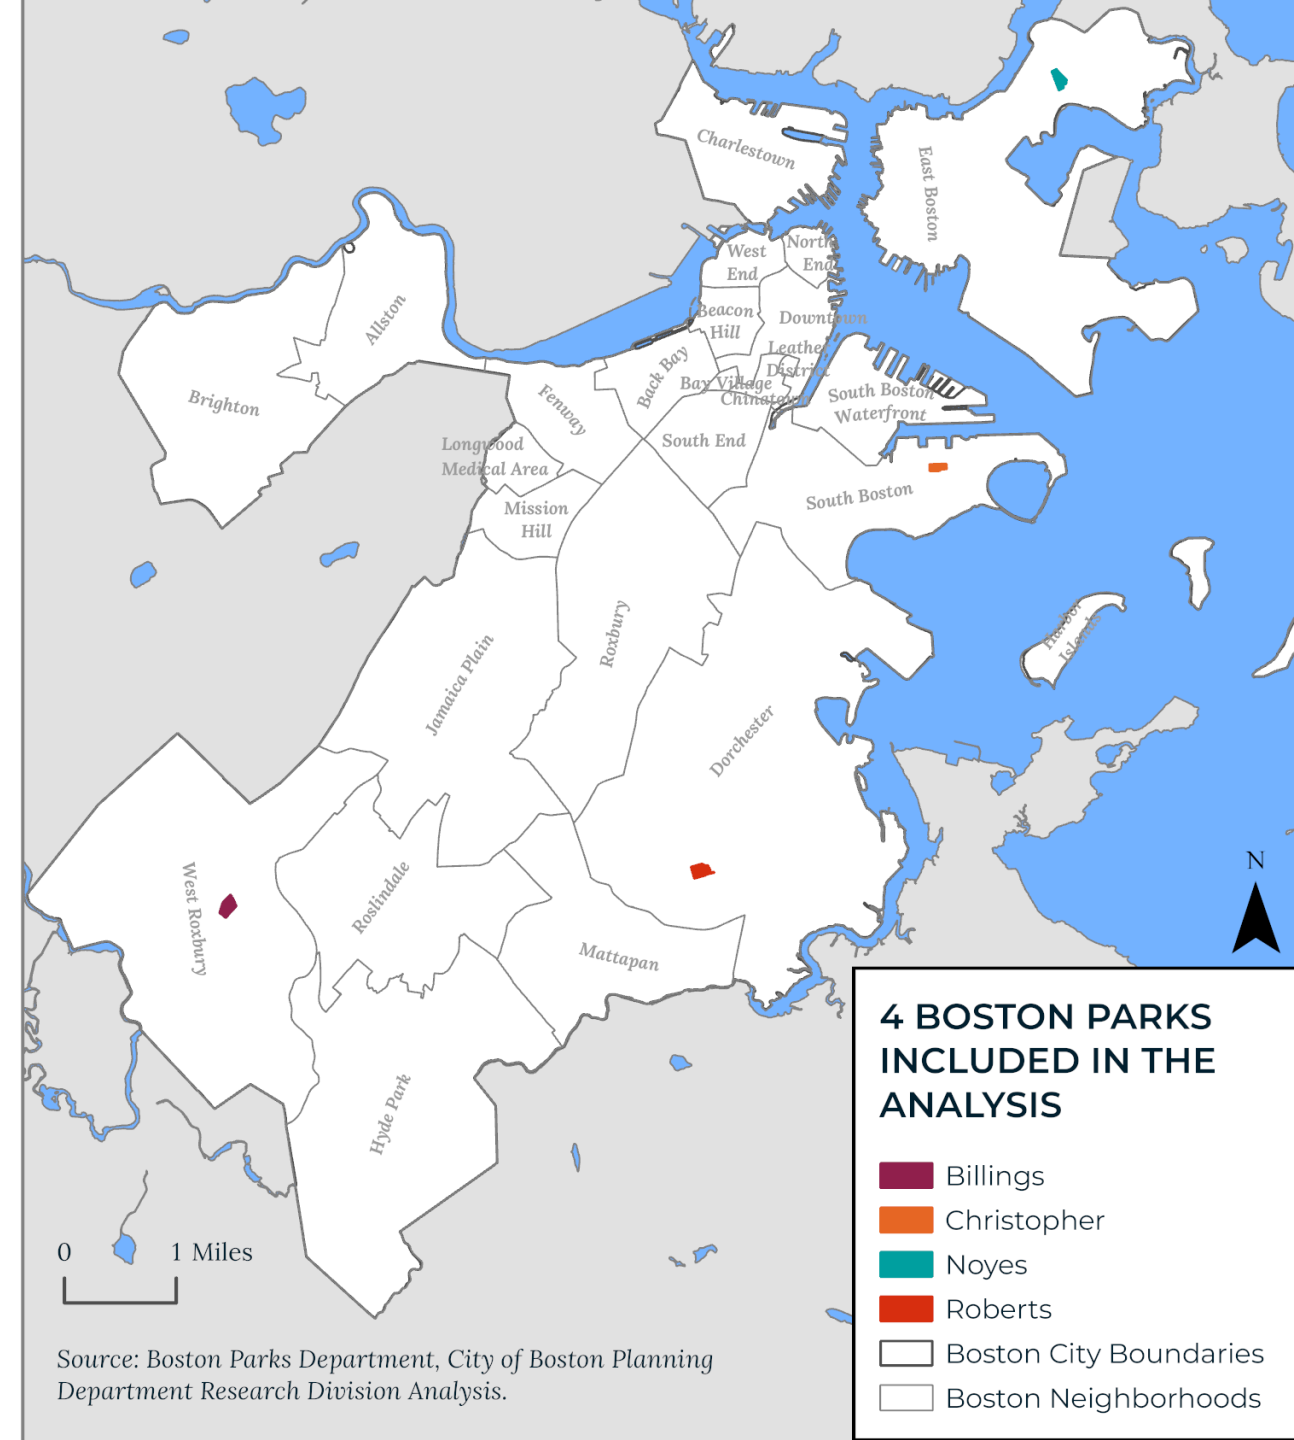 Charlestown
East Boston
West
End
North
End
Allston
Beacon
Hill
Downtown
Leather
District
Back Bay
Bay Village
Chinatown
South Boston
Waterfront
Brighton
Fenway
South End
Longwood
Medical Area
South Boston
Mission
Hill
Harbor
Islands
Roxbury
Jamaica Plain
Dorchester
West Roxbury
Roslindale
Mattapan
Hyde Park
N
4 BOSTON PARKS
INCLUDED IN THE
ANALYSIS
Billings
Christopher
Noyes
Roberts
Boston City Boundaries
Boston Neighborhoods
0 1 Miles
Source: Boston Parks Department, City of Boston Planning
Department Research Division Analysis.